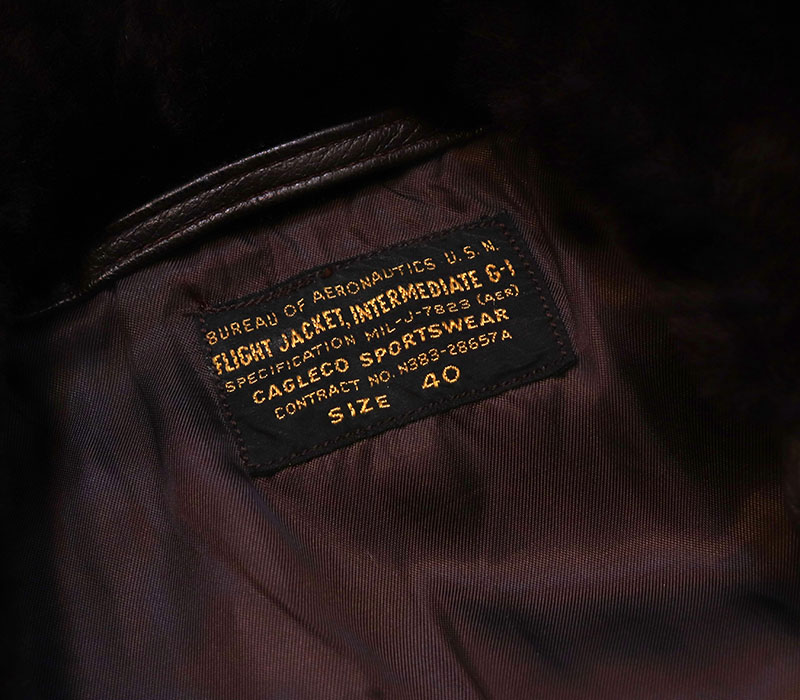 BUREAU OF AERONAUTICS U.S.N.
FLIGHT JACKET, INTERMEDIATE G-1
SPECIFICATION MIL-J-7823 (AER)
CAGLECO SPORTSWEAR
CONTRACT NO. N383-28657A
SIZE 40